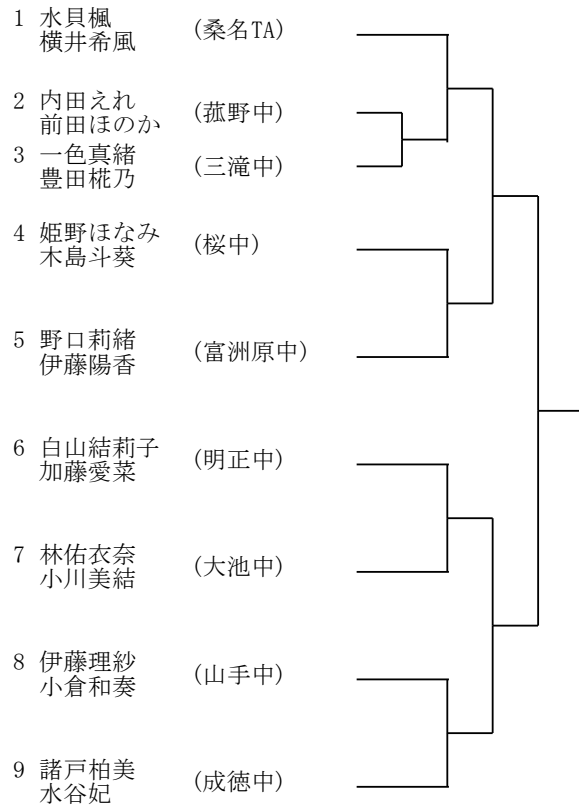 1 水貝楓
横井希風 (桑名TA)
2 内田えれ
前田ほのか (菰野中)
3 一色真緒
豊田椛乃 (三滝中)
4 姫野ほなみ
木島斗葵 (桜中)
5 野口莉緒
伊藤陽香 (富洲原中)
6 白山結莉子
加藤愛菜 (明正中)
7 林佑衣奈
小川美結 (大池中)
8 伊藤理紗
小倉和奏 (山手中)
9 諸戸柏美
水谷妃 (成徳中)